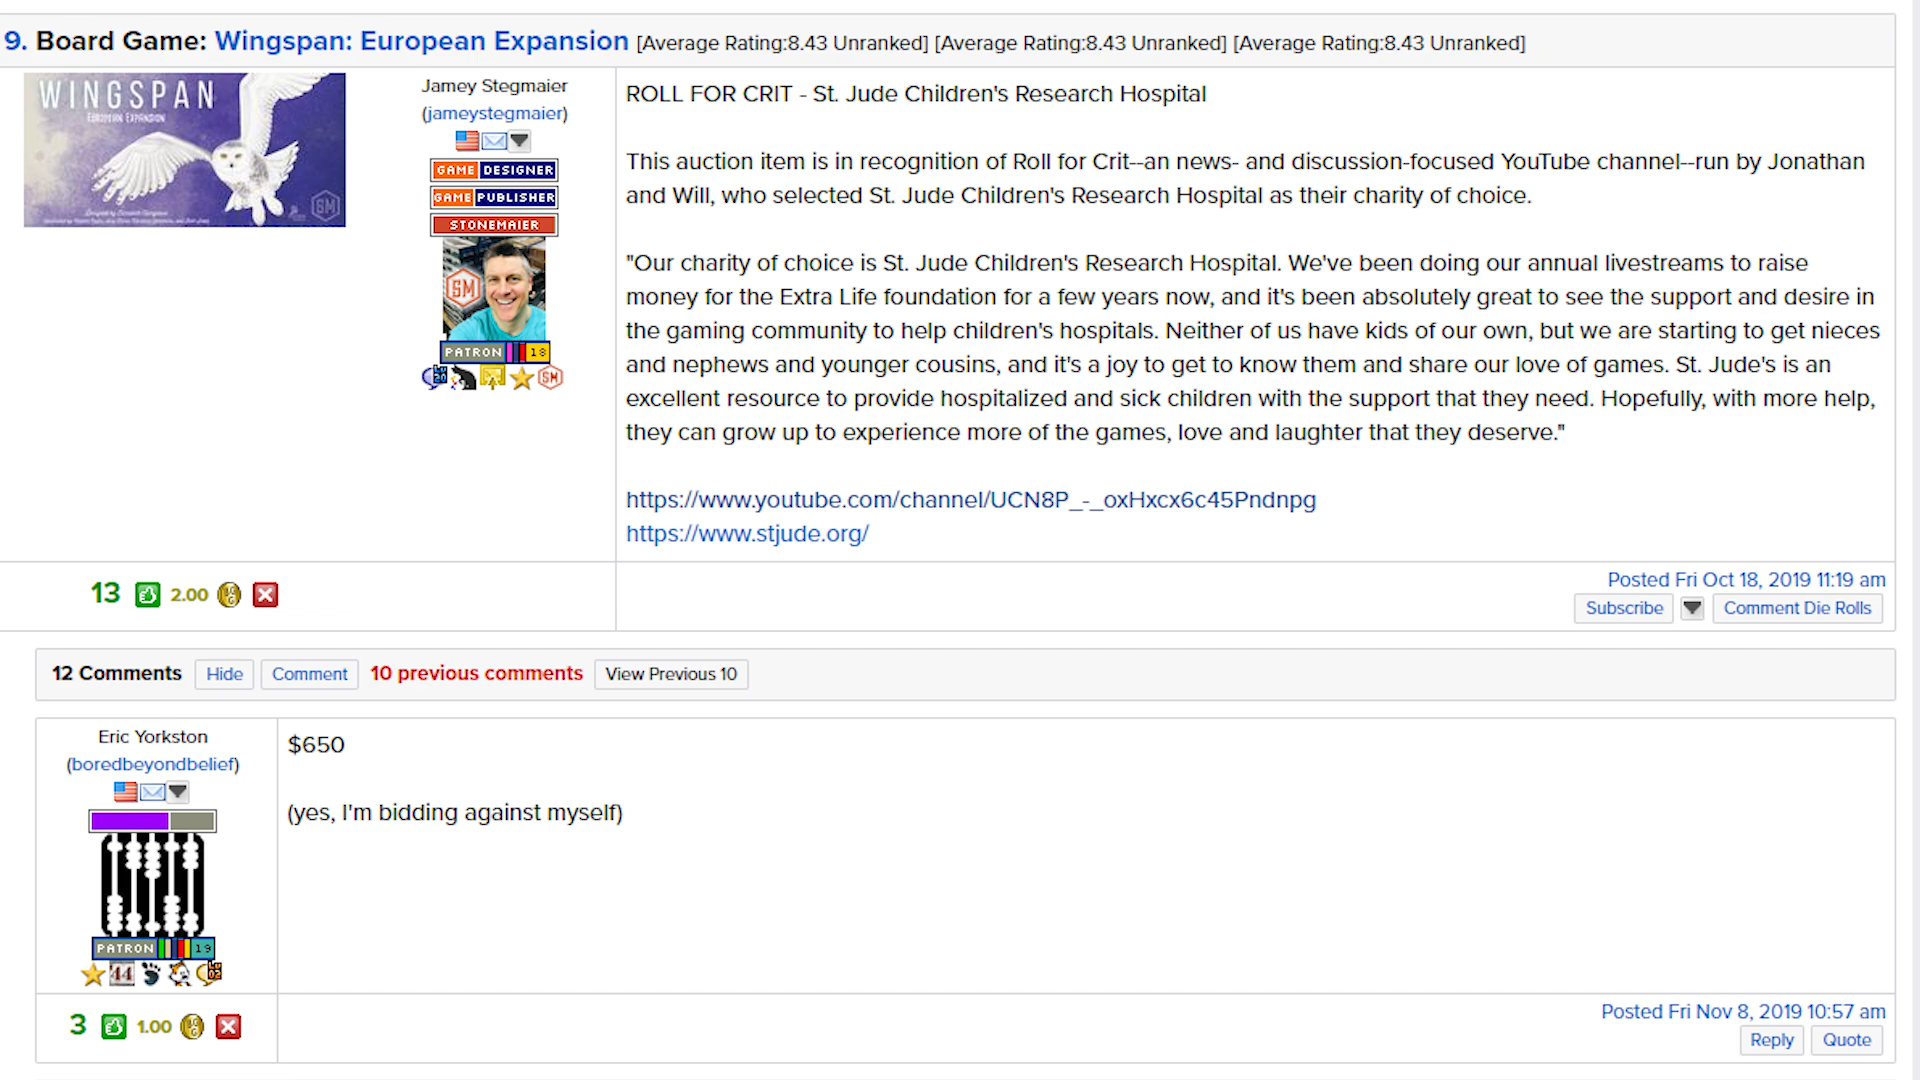 9. Board Game: Wingspan: European Expansion [Average Rating:8.43 Unranked] [Average Rating:8.43 Unranked] [Average Rating:8.43 Unranked]
WINGSPAN
EUROPEAN EXPANSION
SM
Jamey Stegmaier
(jameystegmaier)
GAME DESIGNER
GAME PUBLISHER
STONEMAIER
SM
PATRON 18
SM
ROLL FOR CRIT - St. Jude Children's Research Hospital
This auction item is in recognition of Roll for Crit--an news- and discussion-focused YouTube channel--run by Jonathan
and Will, who selected St. Jude Children's Research Hospital as their charity of choice.
"Our charity of choice is St. Jude Children's Research Hospital. We've been doing our annual livestreams to raise
money for the Extra Life foundation for a few years now, and it's been absolutely great to see the support and desire in
the gaming community to help children's hospitals. Neither of us have kids of our own, but we are starting to get nieces
and nephews and younger cousins, and it's a joy to get to know them and share our love of games. St. Jude's is an
excellent resource to provide hospitalized and sick children with the support that they need. Hopefully, with more help,
they can grow up to experience more of the games, love and laughter that they deserve."
https://www.youtube.com/channel/UCN8P_-_oxHxcx6c45Pndnpg
https://www.stjude.org/
13 2.00
Posted Fri Oct 18, 2019 11:19 am
Subscribe Comment Die Rolls
12 Comments Hide Comment 10 previous comments View Previous 10
Eric Yorkston
(boredbeyondbelief)
PATRON 19
44
$650
(yes, I'm bidding against myself)
3 1.00
Posted Fri Nov 8, 2019 10:57 am
Reply Quote